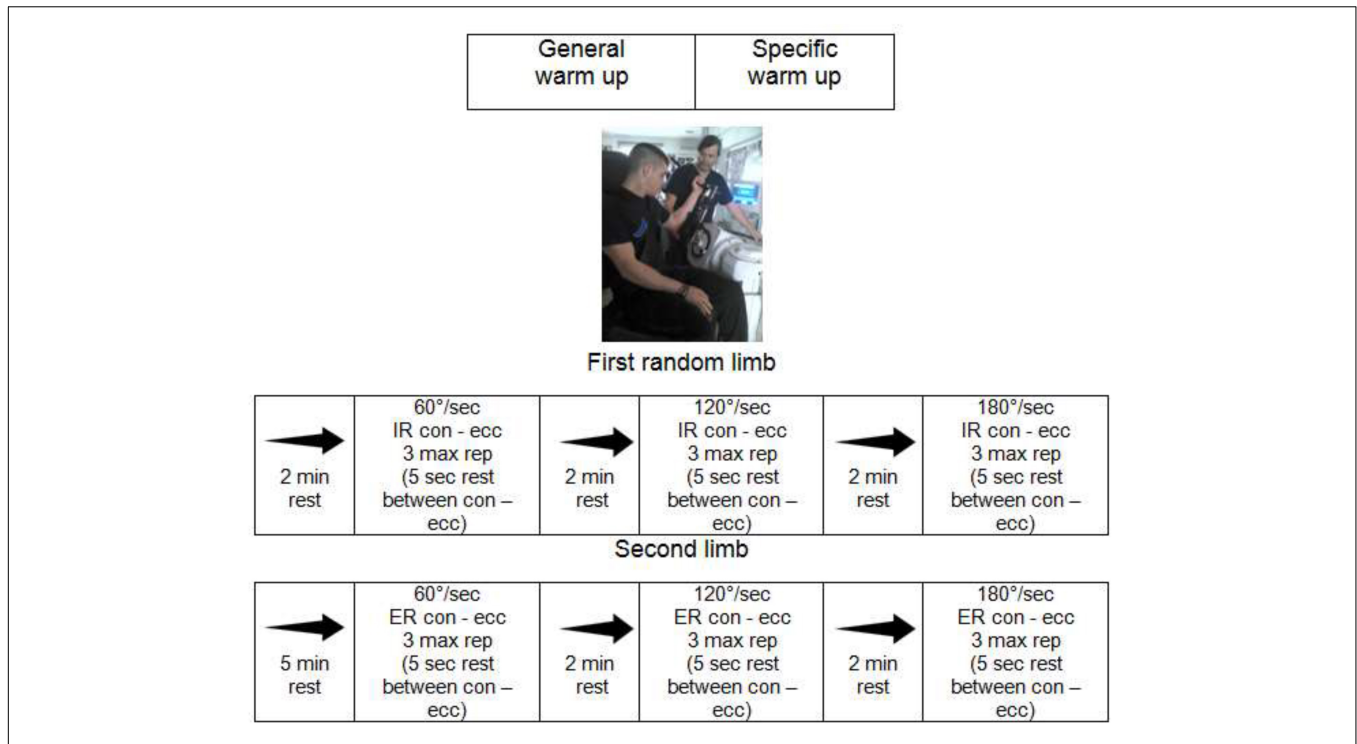 General
warm up
Specific
warm up
First random limb
2 min
rest
60°/sec
IR con - ecc
3 max rep
(5 sec rest
between con –
ecc)
2 min
rest
120°/sec
IR con - ecc
3 max rep
(5 sec rest
between con –
ecc)
2 min
rest
180°/sec
IR con - ecc
3 max rep
(5 sec rest
between con –
ecc)
Second limb
5 min
rest
60°/sec
ER con - ecc
3 max rep
(5 sec rest
between con –
ecc)
2 min
rest
120°/sec
ER con - ecc
3 max rep
(5 sec rest
between con –
ecc)
2 min
rest
180°/sec
ER con - ecc
3 max rep
(5 sec rest
between con –
ecc)